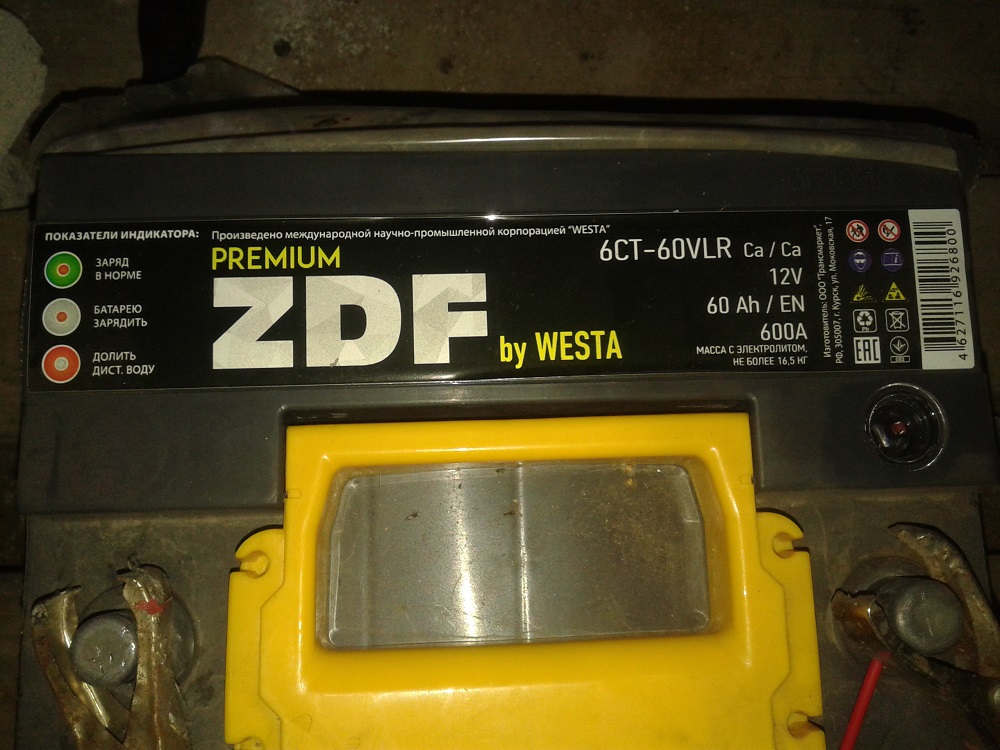 ПОКАЗАТЕЛИ ИНДИКАТОРА:
ЗАРЯД
В НОРМЕ
БАТАРЕЮ
ЗАРЯДИТЬ
ДОЛИТЬ
ДИСТ. ВОДУ
Произведено международной научно-промышленной корпорацией "WESTA"
PREMIUM
ZDF
by WESTA
6СТ-60VLR Ca / Ca
12V
60 Ah / EN
600A
МАССА С ЭЛЕКТРОЛИТОМ,
НЕ БОЛЕЕ 16,5 КГ
Изготовитель: ООО "Трансмаркет",
РФ, 305007, г. Курск, ул. Моковская, 17
Pb
EAC
4627116926800